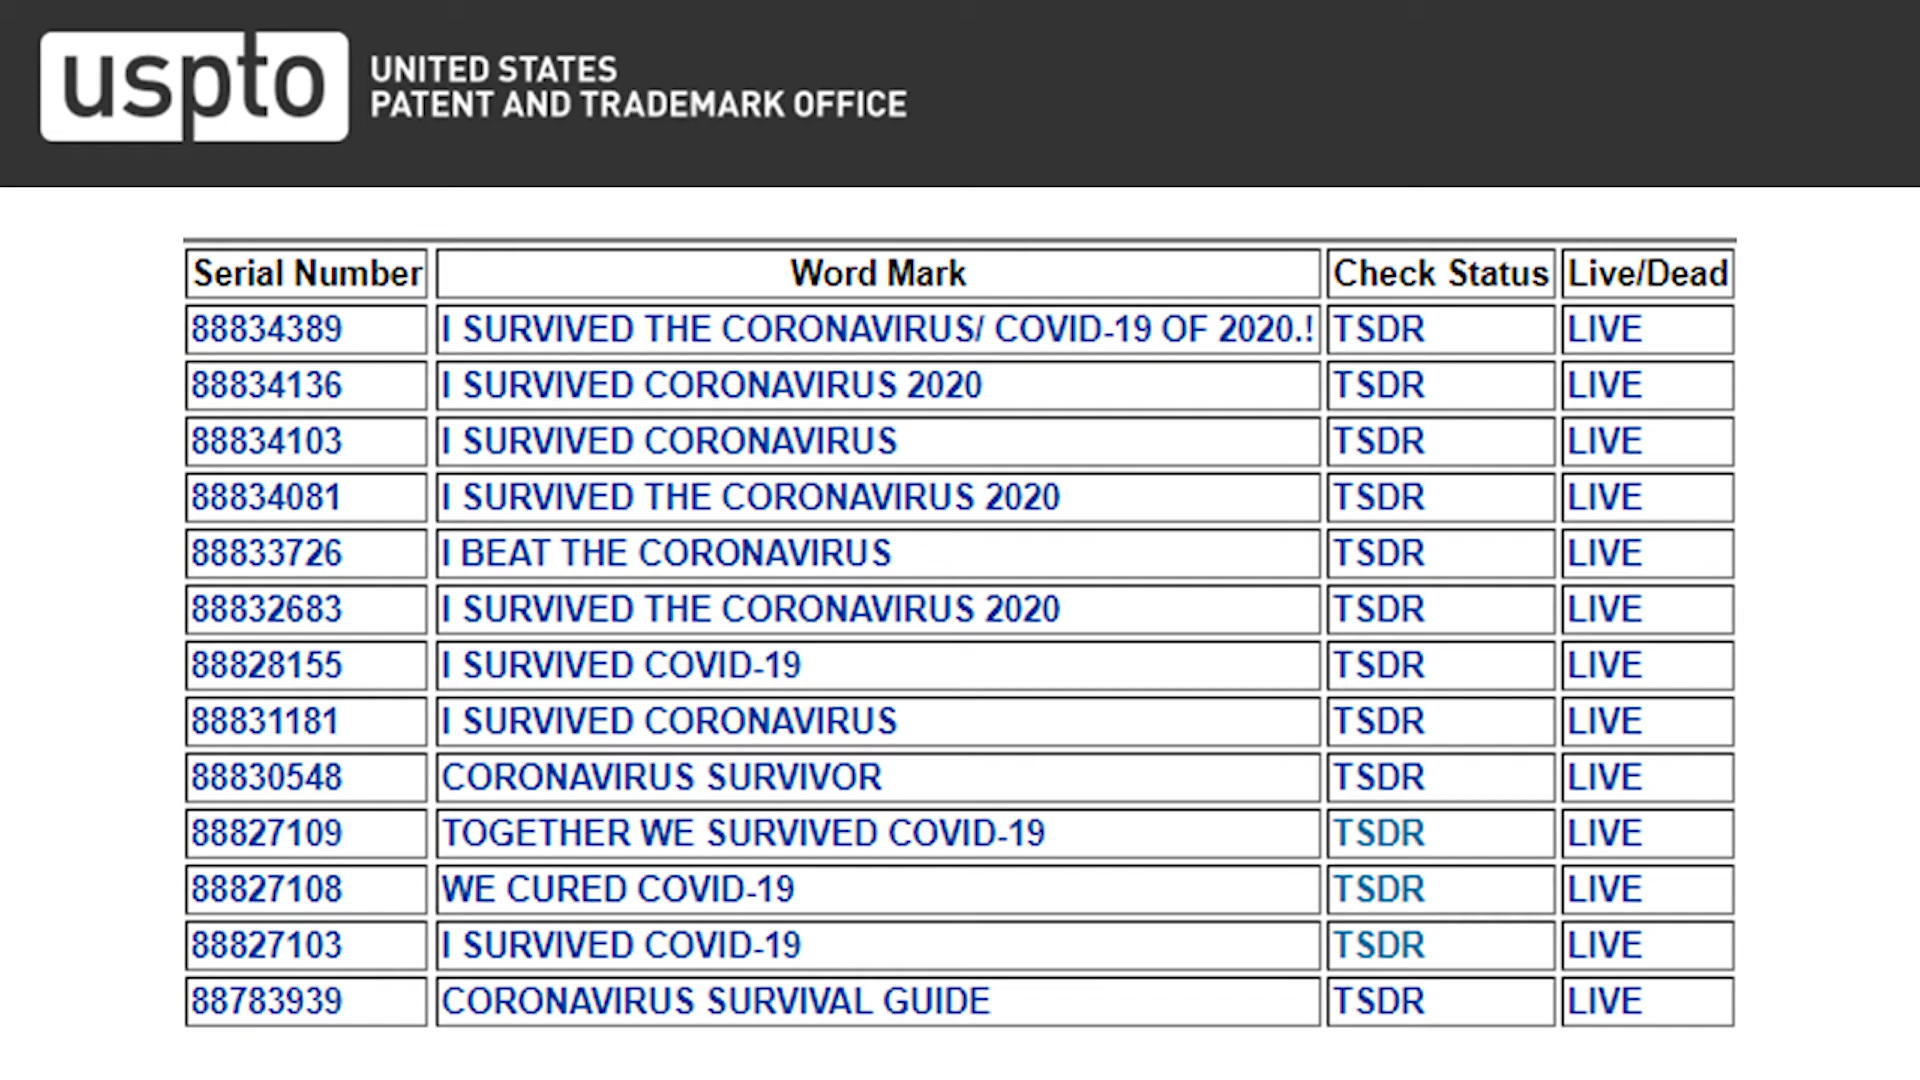 uspto
UNITED STATES
PATENT AND TRADEMARK OFFICE
Serial Number Word Mark Check Status Live/Dead
88834389 I SURVIVED THE CORONAVIRUS/ COVID-19 OF 2020.! TSDR LIVE
88834136 I SURVIVED CORONAVIRUS 2020 TSDR LIVE
88834103 I SURVIVED CORONAVIRUS TSDR LIVE
88834081 I SURVIVED THE CORONAVIRUS 2020 TSDR LIVE
88833726 I BEAT THE CORONAVIRUS TSDR LIVE
88832683 I SURVIVED THE CORONAVIRUS 2020 TSDR LIVE
88828155 I SURVIVED COVID-19 TSDR LIVE
88831181 I SURVIVED CORONAVIRUS TSDR LIVE
88830548 CORONAVIRUS SURVIVOR TSDR LIVE
88827109 TOGETHER WE SURVIVED COVID-19 TSDR LIVE
88827108 WE CURED COVID-19 TSDR LIVE
88827103 I SURVIVED COVID-19 TSDR LIVE
88783939 CORONAVIRUS SURVIVAL GUIDE TSDR LIVE